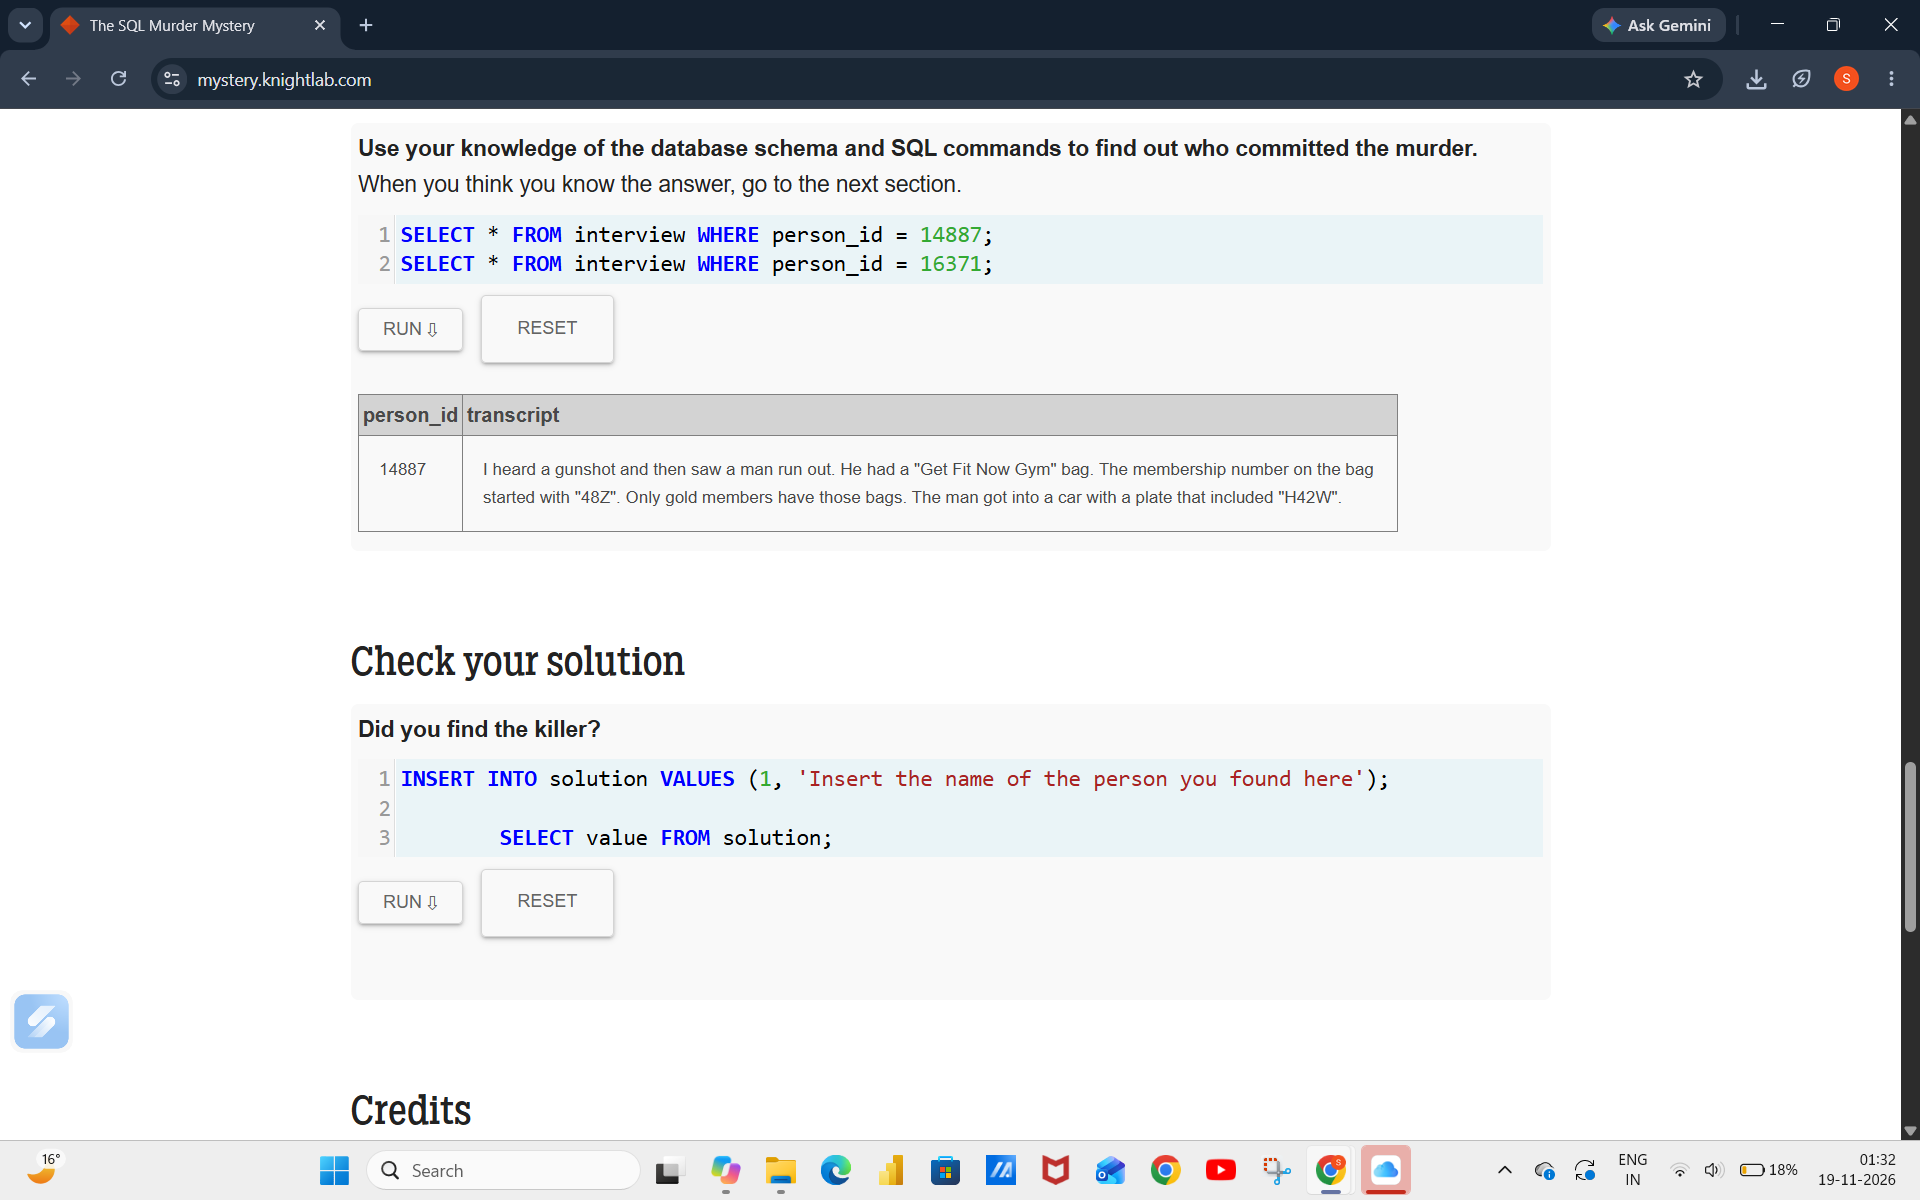 The SQL Murder Mystery
Ask Gemini
mystery.knightlab.com
S
Use your knowledge of the database schema and SQL commands to find out who committed the murder.
When you think you know the answer, go to the next section.
1 SELECT * FROM interview WHERE person_id = 14887;
2 SELECT * FROM interview WHERE person_id = 16371;
RUN ⇩
RESET
person_id transcript
14887 I heard a gunshot and then saw a man run out. He had a "Get Fit Now Gym" bag. The membership number on the bag
started with "48Z". Only gold members have those bags. The man got into a car with a plate that included "H42W".
Check your solution
Did you find the killer?
1 INSERT INTO solution VALUES (1, 'Insert the name of the person you found here');
2
3 SELECT value FROM solution;
RUN ⇩
RESET
Credits
16°
Search
ENG
IN
18%
01:32
19-11-2026